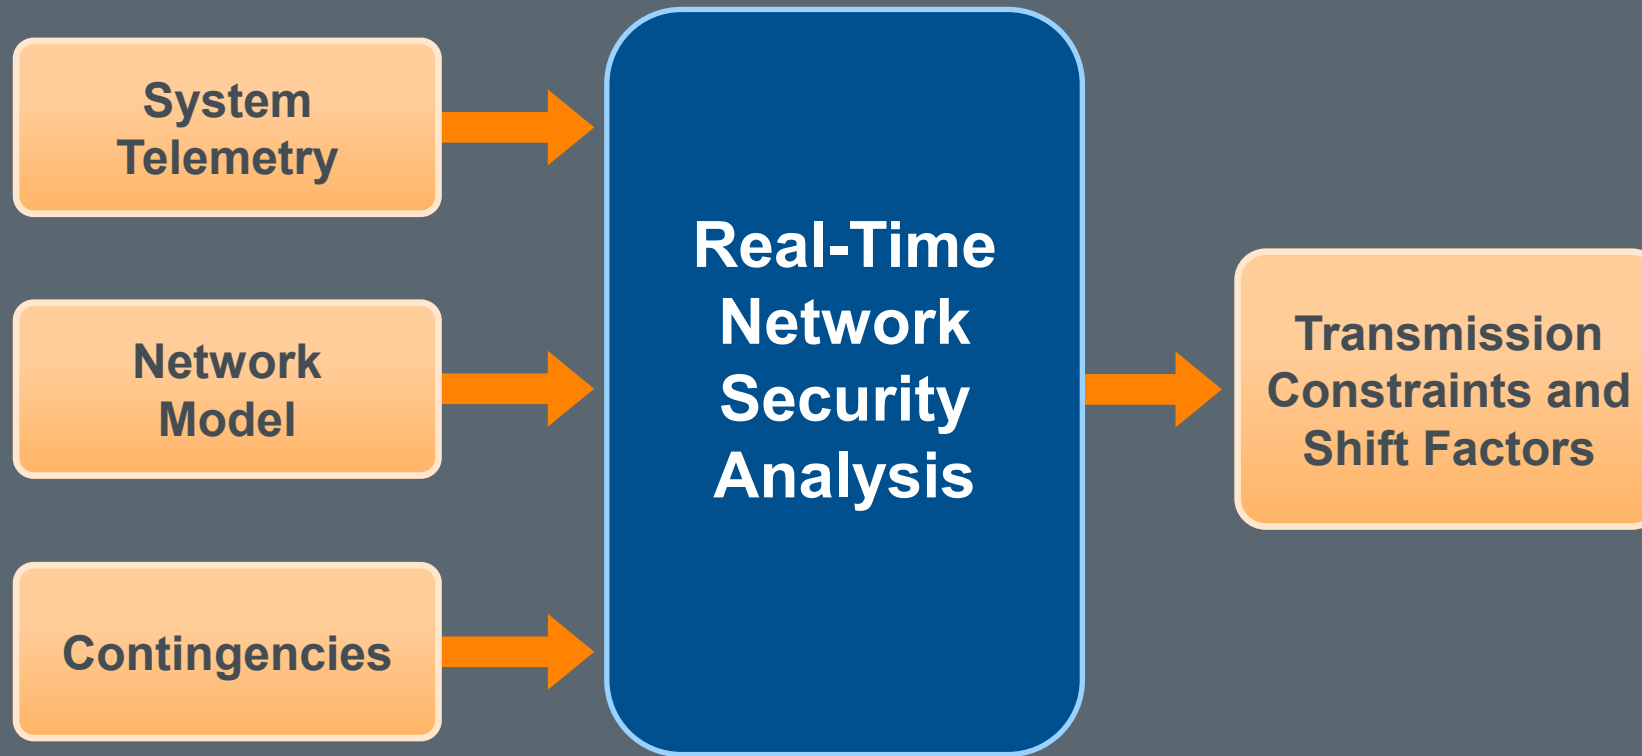 System
Telemetry
Network
Model
Contingencies
Real-Time
Network
Security
Analysis
Transmission
Constraints and
Shift Factors